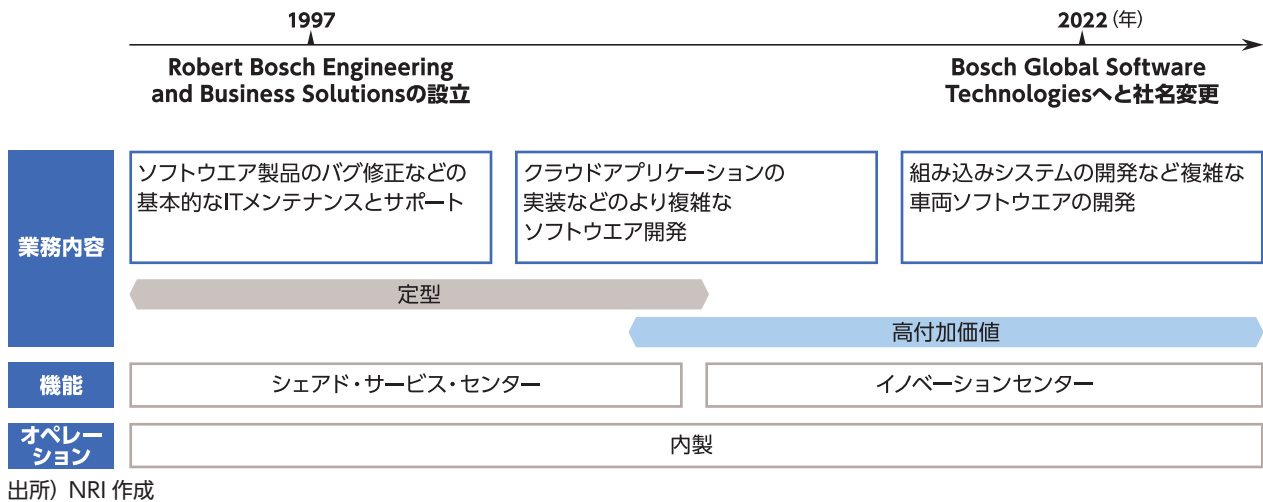 1997
2022（年）
Robert Bosch Engineering
and Business Solutionsの設立
Bosch Global Software
Technologiesへと社名変更
業務内容
ソフトウエア製品のバグ修正などの
基本的なITメンテナンスとサポート
クラウドアプリケーションの
実装などのより複雑な
ソフトウエア開発
組み込みシステムの開発など複雑な
車両ソフトウエアの開発
定型
高付加価値
機能
シェアド・サービス・センター
イノベーションセンター
オペレー
ション
内製
出所）NRI 作成